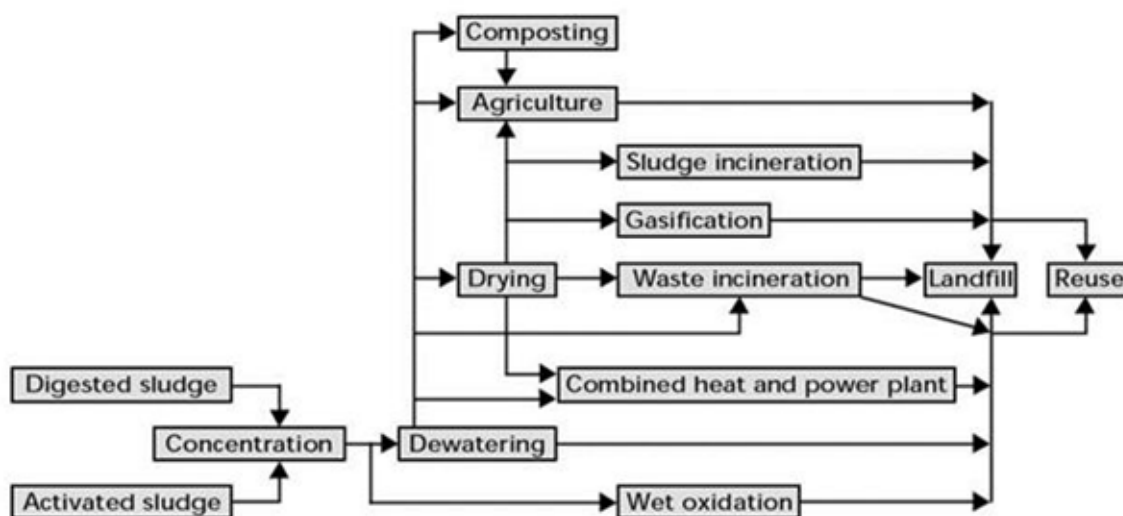 Composting
Agriculture
Sludge incineration
Gasification
Drying
Waste incineration
Landfill
Reuse
Digested sludge
Combined heat and power plant
Concentration
Dewatering
Activated sludge
Wet oxidation